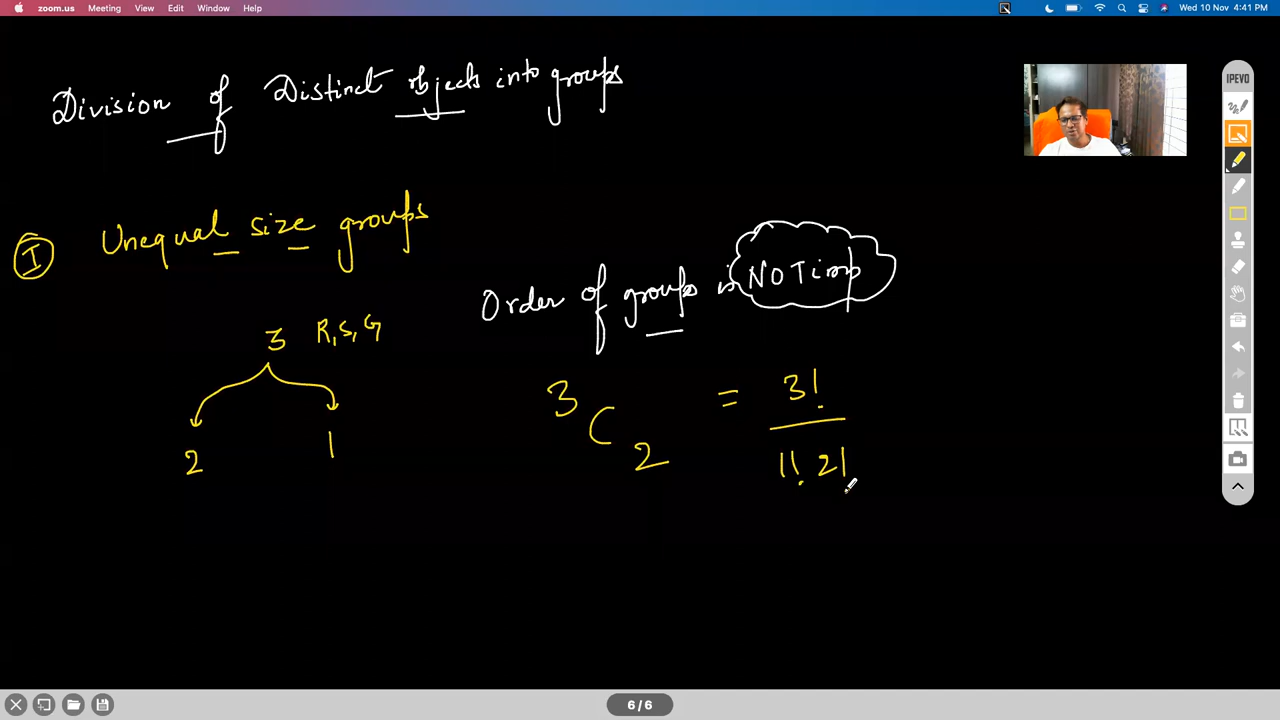 zoom.us Meeting View Edit Window Help Wed 10 Nov 4:41 PM
Division of Distinct objects into groups
IPEVO
I Unequal size groups
Order of groups is NOT imp
3 R, S, G
2 1
³C₂ = 3! / 1! 2!
6 / 6